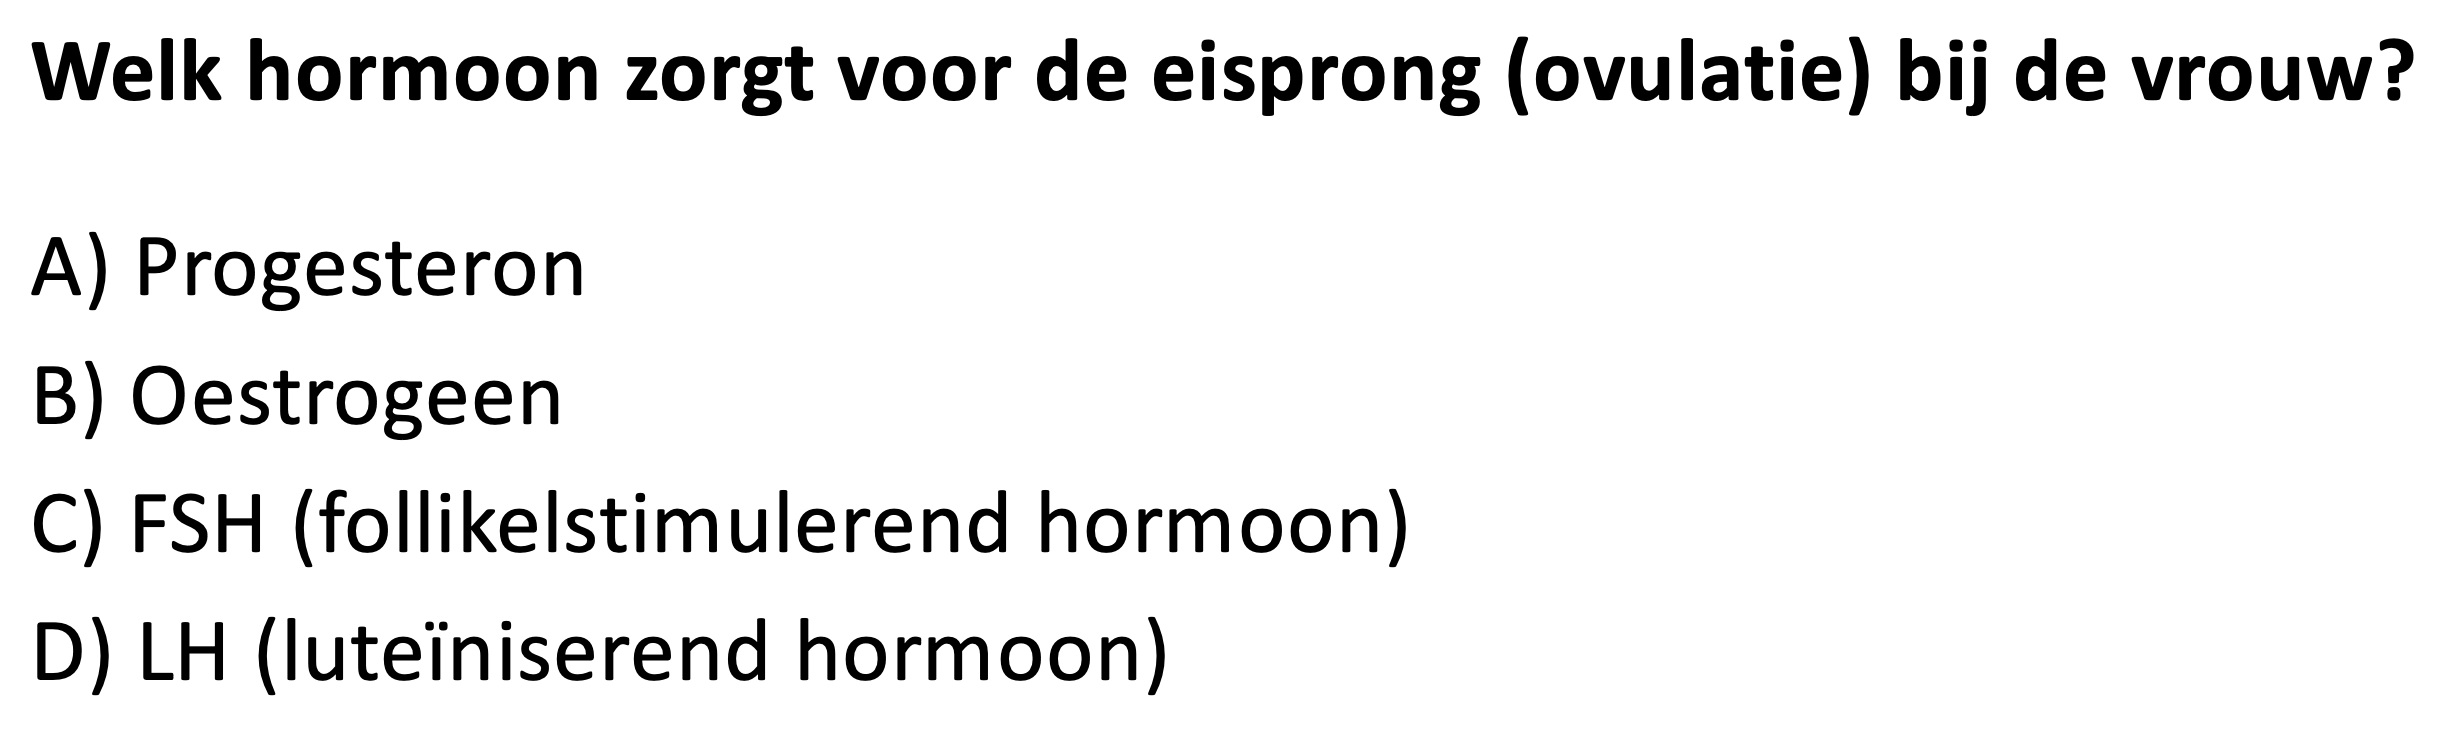 Welk hormoon zorgt voor de eisprong (ovulatie) bij de vrouw?
A) Progesteron
B) Oestrogeen
C) FSH (follikelstimulerend hormoon)
D) LH (luteïniserend hormoon)